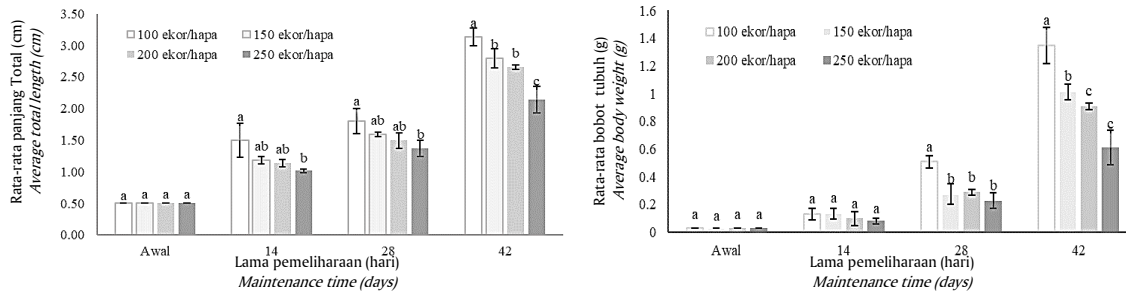 Rata-rata panjang Total (cm)
Average total length (cm)
3.50
3.00
2.50
2.00
1.50
1.00
0.50
0.00
100 ekor/hapa 150 ekor/hapa
200 ekor/hapa 250 ekor/hapa
a a a a
a ab ab b
a ab ab b
a b b c
Awal 14 28 42
Lama pemeliharaan (hari)
Maintenance time (days)
Rata-rata bobot tubuh (g)
Average body weight (g)
1.6
1.4
1.2
1
0.8
0.6
0.4
0.2
0
100 ekor/hapa 150 ekor/hapa
200 ekor/hapa 250 ekor/hapa
a a a a
a a a a
a b b b
a b c c
Awal 14 28 42
Lama pemeliharaan (hari)
Maintenance time (days)